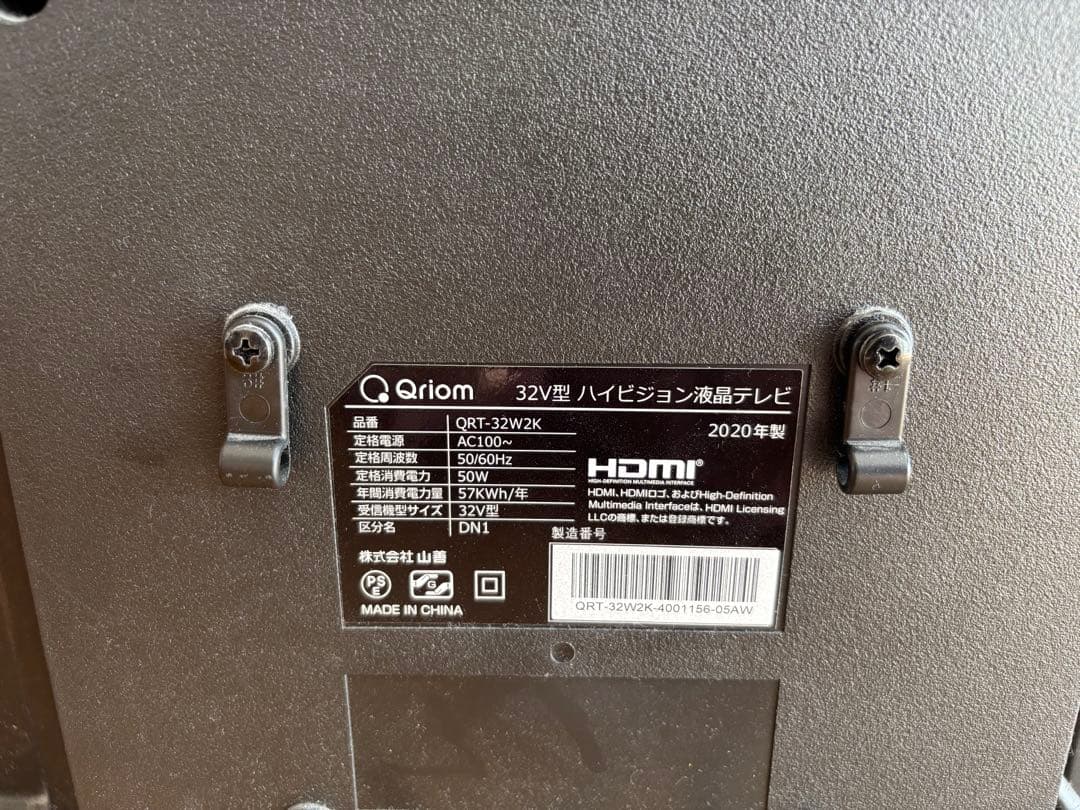 Qriom 32V型 ハイビジョン液晶テレビ
品番 QRT-32W2K
2020年製
定格電源 AC100~
定格周波数 50/60Hz
定格消費電力 50W
年間消費電力量 57KWh/年
受信機型サイズ 32V型
区分名 DN1
HDMI®
HIGH-DEFINITION MULTIMEDIA INTERFACE
HDMI、HDMIロゴ、およびHigh-Definition
Multimedia Interfaceは、HDMI Licensing
LLCの商標、または登録商標です。
製造番号
QRT-32W2K-4001156-05AW
株式会社 山善
PS
E
G
MADE IN CHINA